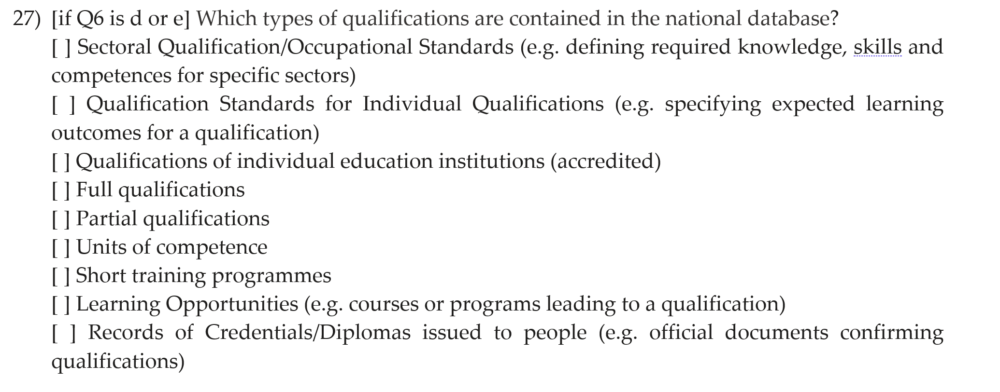 27) [if Q6 is d or e] Which types of qualifications are contained in the national database?
[ ] Sectoral Qualification/Occupational Standards (e.g. defining required knowledge, skills and
competences for specific sectors)
[ ] Qualification Standards for Individual Qualifications (e.g. specifying expected learning
outcomes for a qualification)
[ ] Qualifications of individual education institutions (accredited)
[ ] Full qualifications
[ ] Partial qualifications
[ ] Units of competence
[ ] Short training programmes
[ ] Learning Opportunities (e.g. courses or programs leading to a qualification)
[ ] Records of Credentials/Diplomas issued to people (e.g. official documents confirming
qualifications)